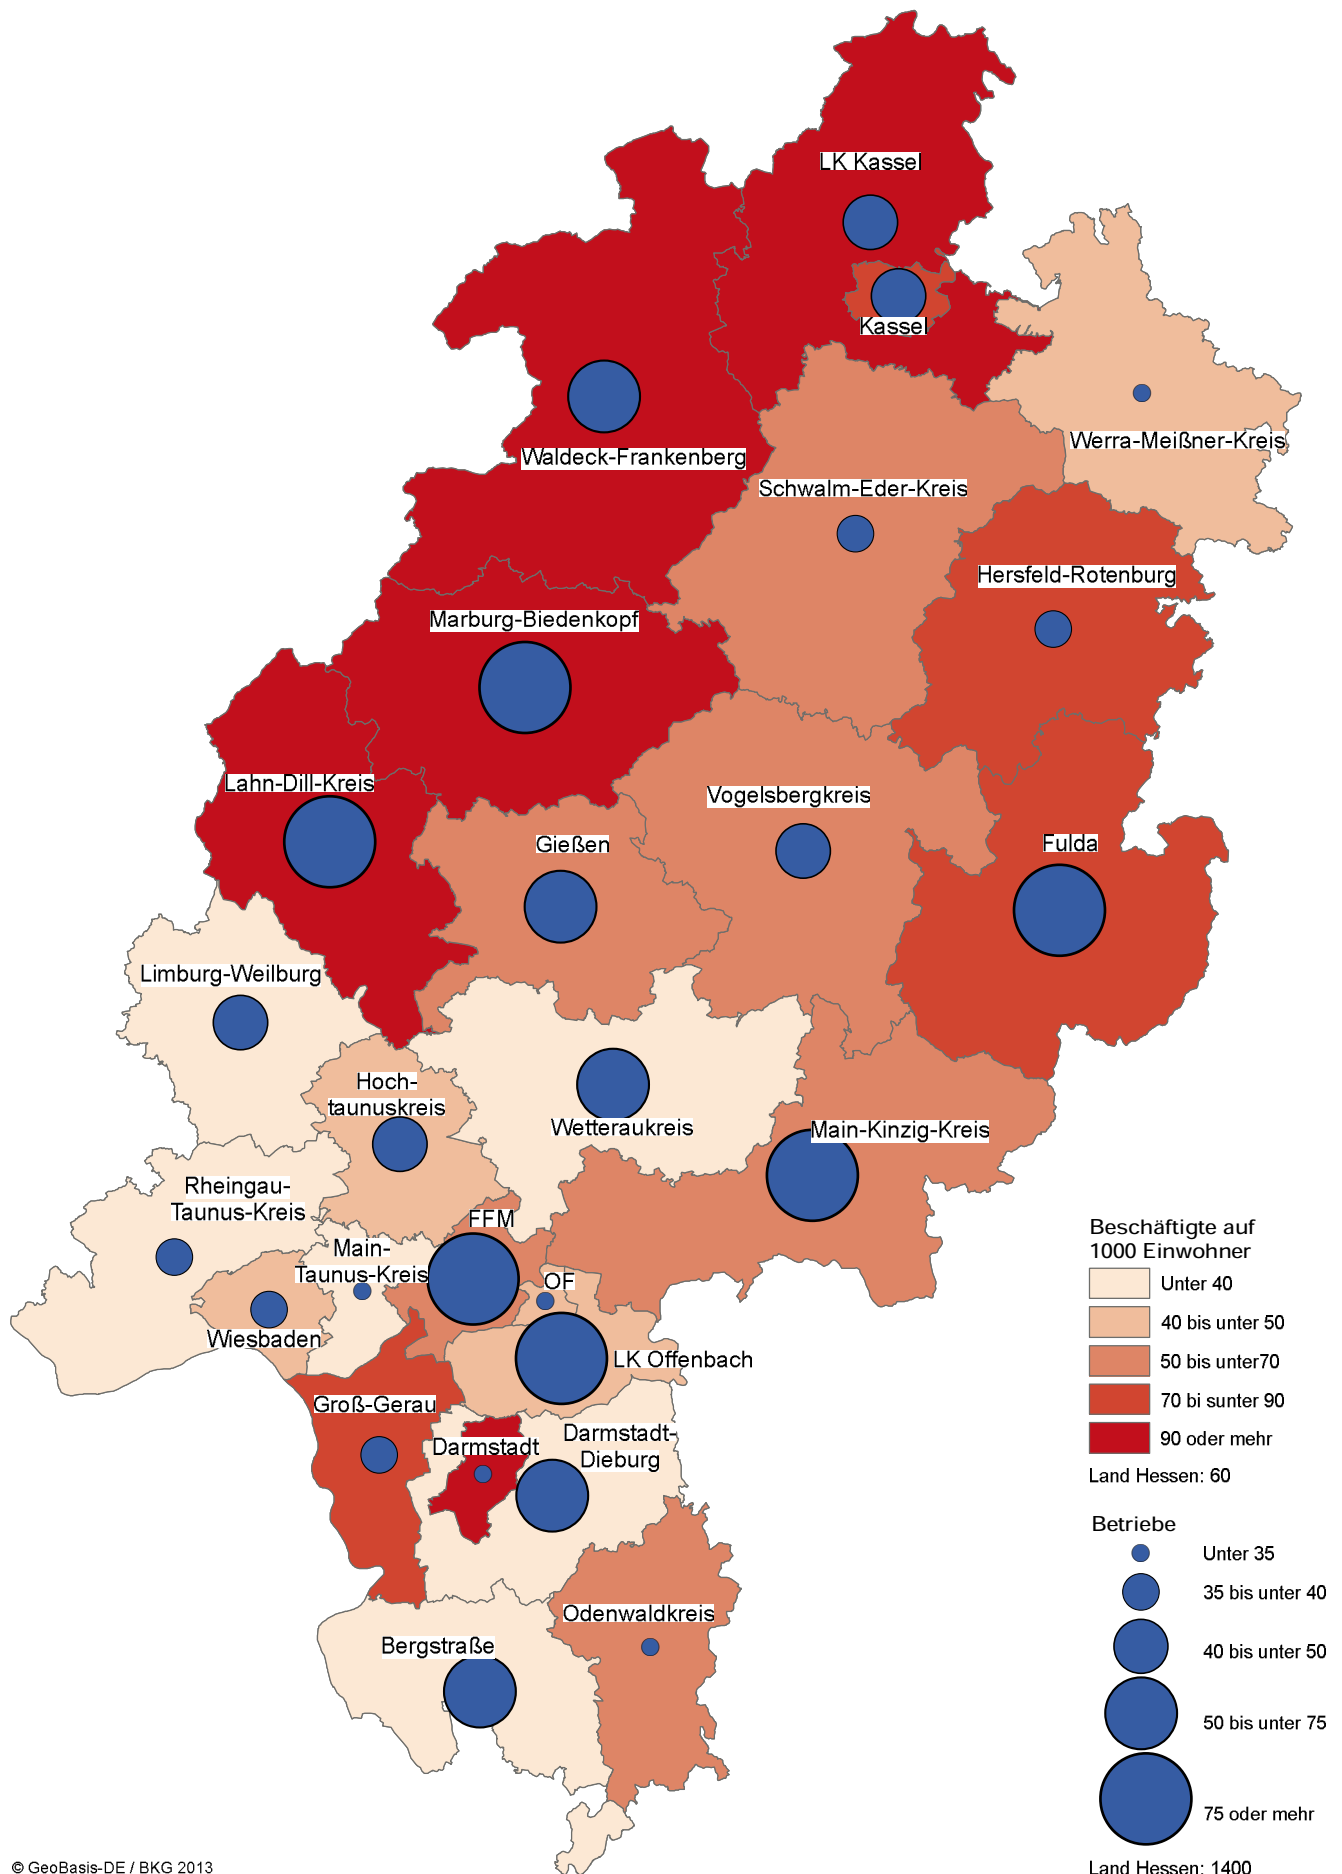 LK Kassel
Kassel
Waldeck-Frankenberg
Werra-Meißner-Kreis
Schwalm-Eder-Kreis
Hersfeld-Rotenburg
Marburg-Biedenkopf
Lahn-Dill-Kreis
Vogelsbergkreis
Gießen
Fulda
Limburg-Weilburg
Hoch-
taunuskreis
Wetteraukreis
Main-Kinzig-Kreis
Rheingau-
Taunus-Kreis
FFM
Main-
Taunus-Kreis
OF
Wiesbaden
LK Offenbach
Groß-Gerau
Darmstadt
Darmstadt-
Dieburg
Odenwaldkreis
Bergstraße
Beschäftigte auf
1000 Einwohner
Unter 40
40 bis unter 50
50 bis unter70
70 bi sunter 90
90 oder mehr
Land Hessen: 60
Betriebe
Unter 35
35 bis unter 40
40 bis unter 50
50 bis unter 75
75 oder mehr
Land Hessen: 1400
© GeoBasis-DE / BKG 2013